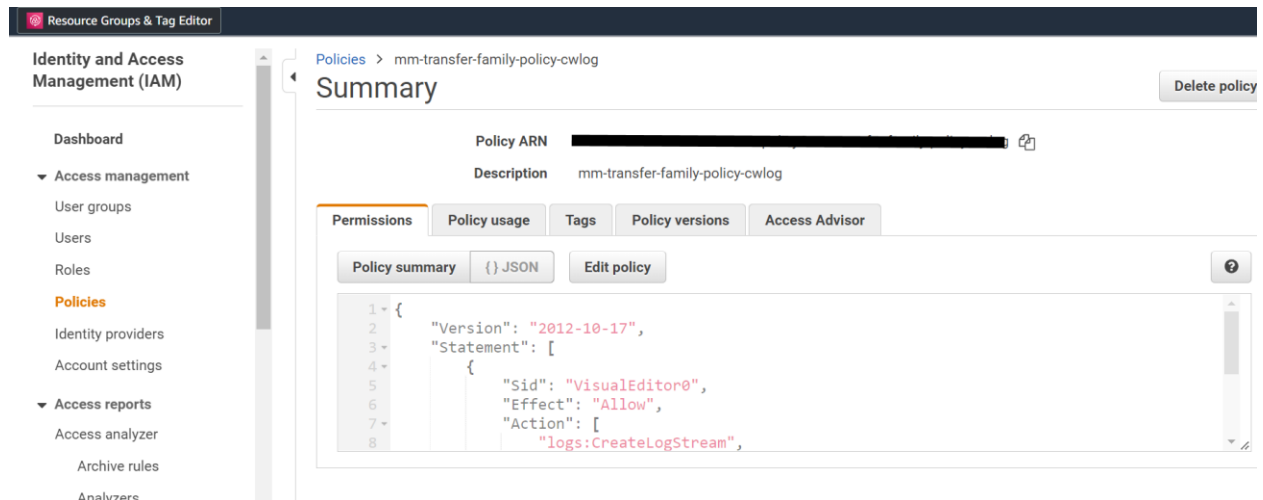 Resource Groups & Tag Editor
Identity and Access
Management (IAM)
Dashboard
Access management
User groups
Users
Roles
Policies
Identity providers
Account settings
Access reports
Access analyzer
Archive rules
Analyzers
Policies > mm-transfer-family-policy-cwlog
Summary
Delete policy
Policy ARN
Description mm-transfer-family-policy-cwlog
Permissions Policy usage Tags Policy versions Access Advisor
Policy summary { } JSON Edit policy
1 {
2 "Version": "2012-10-17",
3 "Statement": [
4 {
5 "Sid": "VisualEditor0",
6 "Effect": "Allow",
7 "Action": [
8 "logs:CreateLogStream",